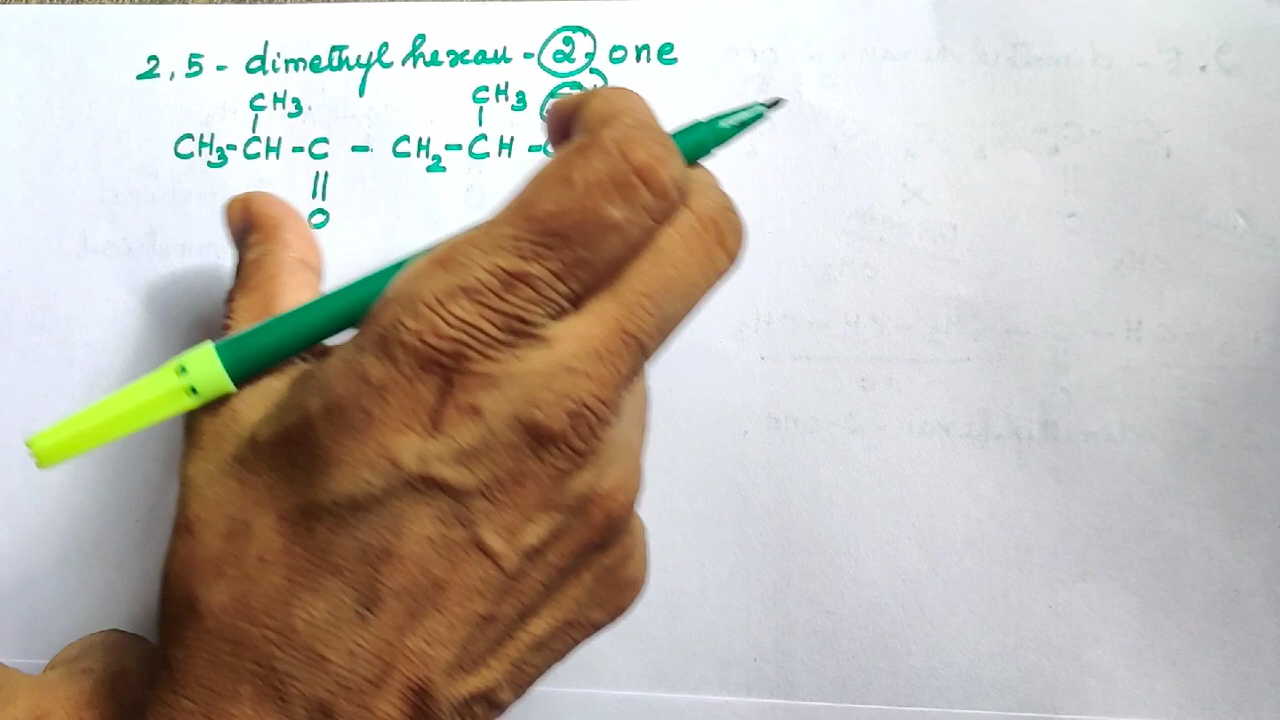 2,5 - dimethyl hexan - 2, one
CH3. CH3
CH3-CH-C - CH2-CH -
||
O